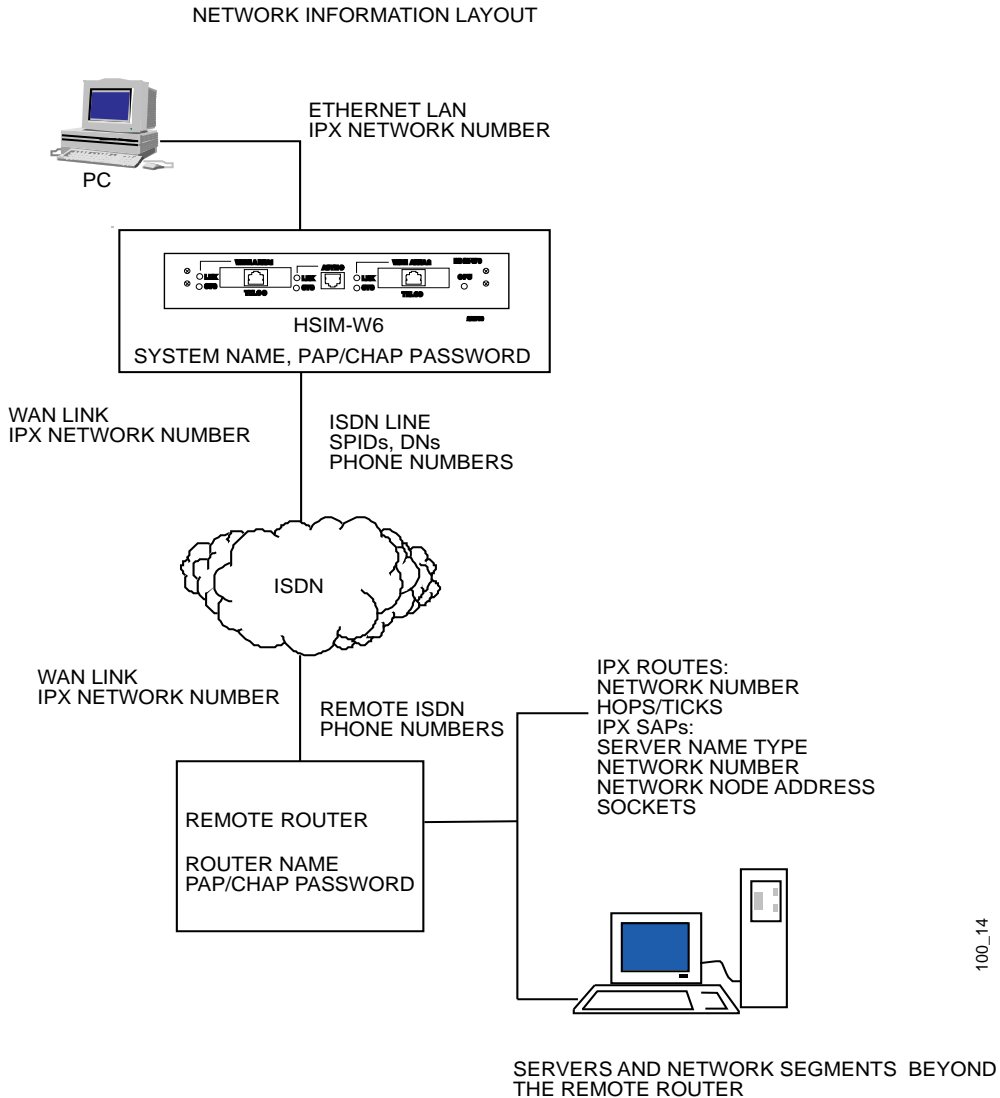 NETWORK INFORMATION LAYOUT
ETHERNET LAN
IPX NETWORK NUMBER
PC
HSIM-W6
SYSTEM NAME, PAP/CHAP PASSWORD
WAN LINK
IPX NETWORK NUMBER
ISDN LINE
SPIDs, DNs
PHONE NUMBERS
ISDN
WAN LINK
IPX NETWORK NUMBER
REMOTE ISDN
PHONE NUMBERS
IPX ROUTES:
NETWORK NUMBER
HOPS/TICKS
IPX SAPs:
SERVER NAME TYPE
NETWORK NUMBER
NETWORK NODE ADDRESS
SOCKETS
REMOTE ROUTER
ROUTER NAME
PAP/CHAP PASSWORD
100_14
SERVERS AND NETWORK SEGMENTS BEYOND
THE REMOTE ROUTER